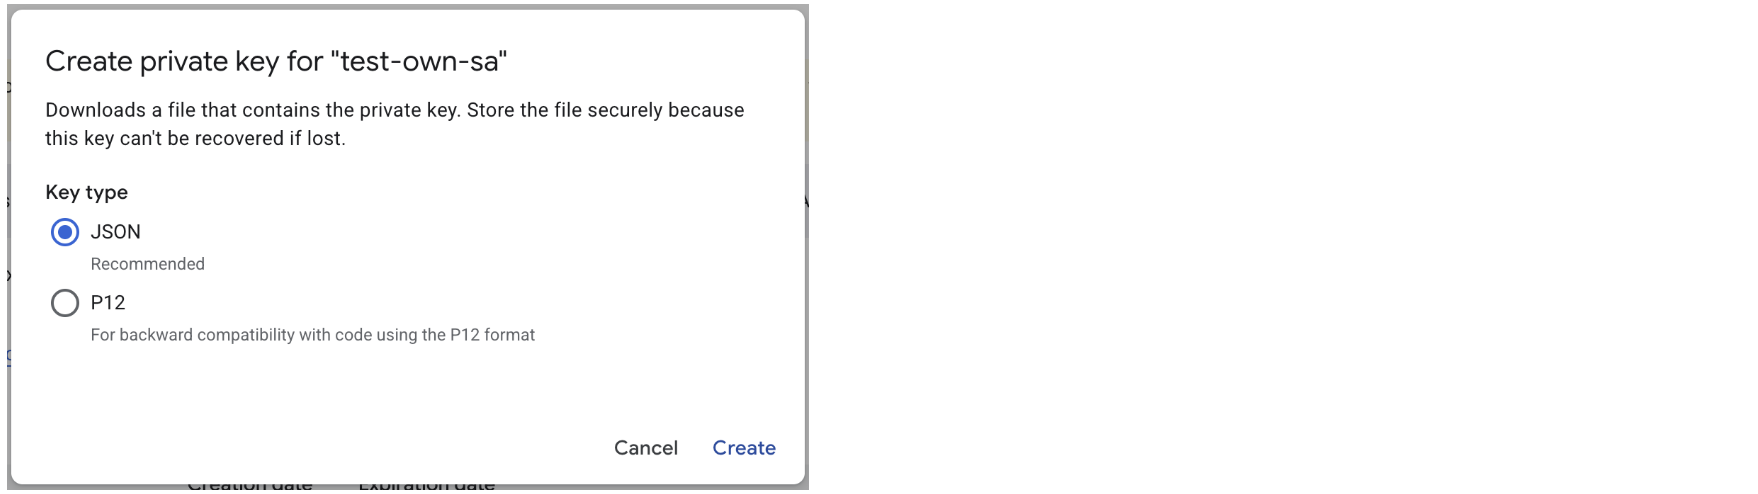 Create private key for "test-own-sa"
Downloads a file that contains the private key. Store the file securely because
this key can't be recovered if lost.
Key type
JSON
Recommended
P12
For backward compatibility with code using the P12 format
Cancel Create
Creation date Expiration date